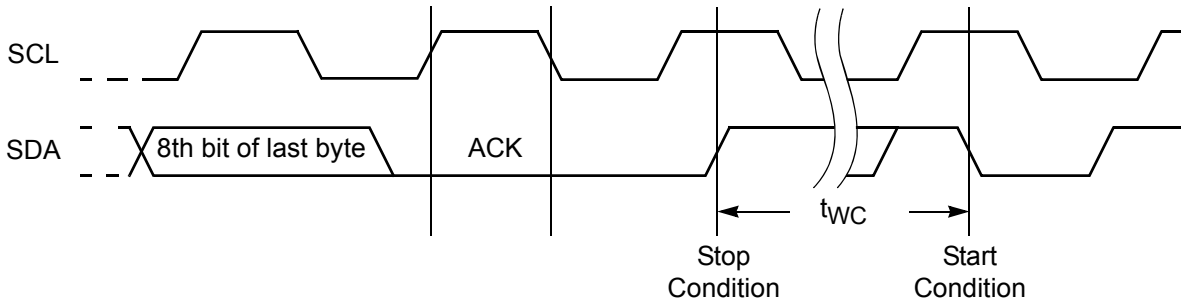 SCL
SDA
8th bit of last byte
ACK
tWC
Stop
Condition
Start
Condition